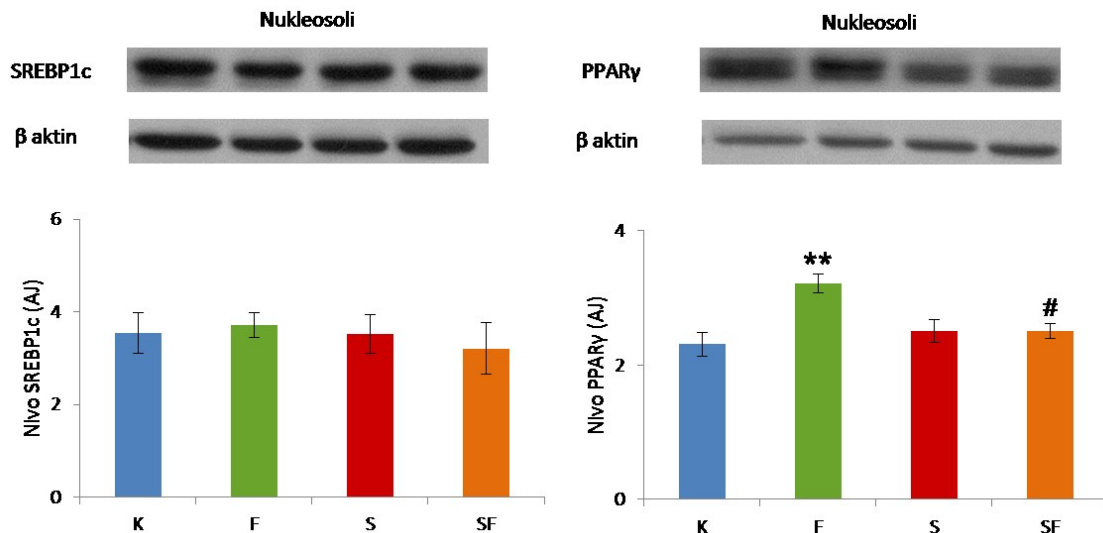 Nukleosoli
SREBP1c
β aktin
Nivo SREBP1c (AJ)
6
4
2
0
K F S SF
Nukleosoli
PPARγ
β aktin
Nivo PPARγ (AJ)
4
2
0
**
#
K F S SF